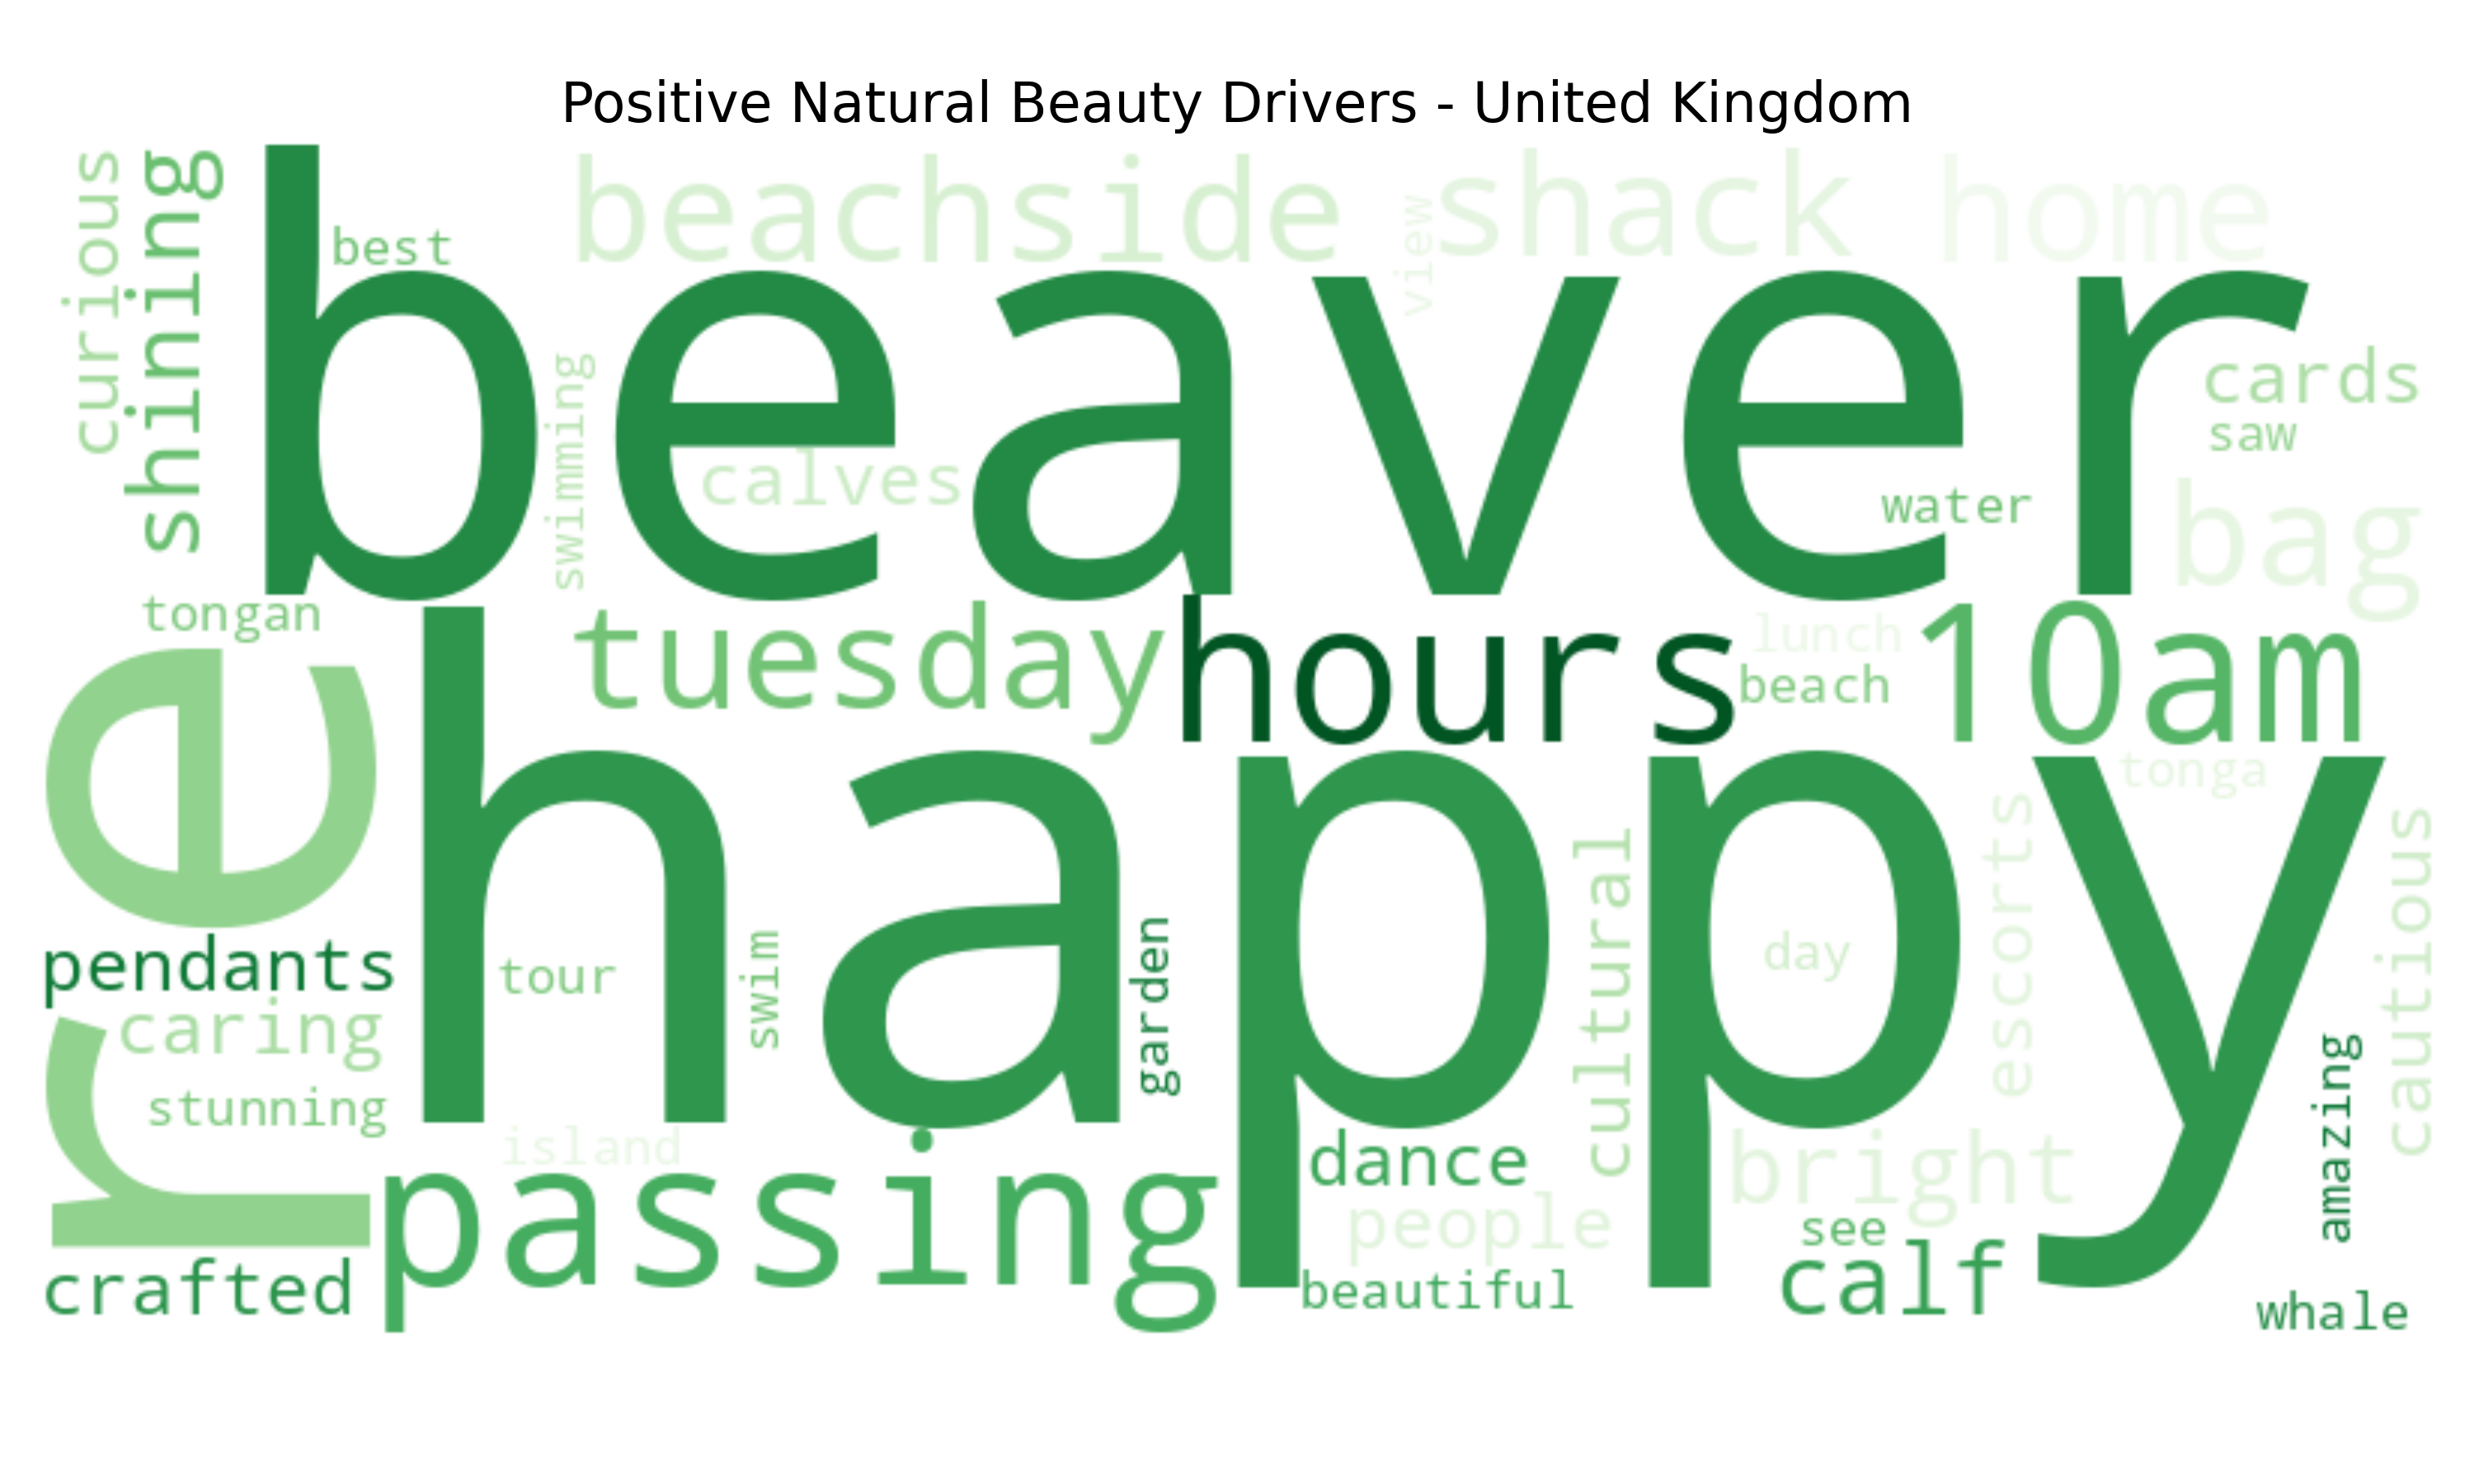 Positive Natural Beauty Drivers - United Kingdom
curious
shining
best
beachside
view
shack
home
beaver
swimming
calves
water
cards
saw
bag
tongan
tuesday
hours
lunch
beach
10am
tonga
re
happy
pendants
caring
stunning
tour
swim
garden
cultural
day
escorts
cautious
amazing
island
passing
dance
people
beautiful
bright
see
calf
crafted
whale